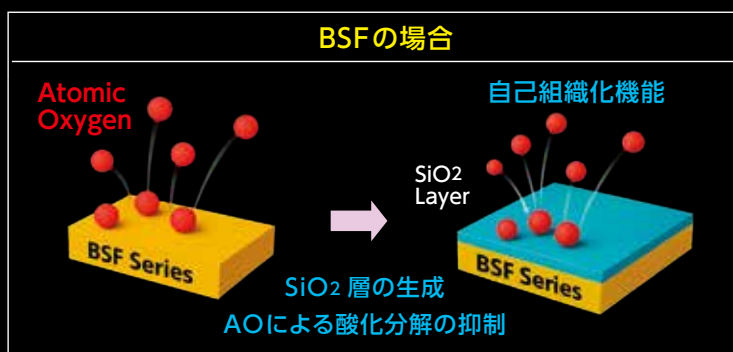 BSFの場合
Atomic
Oxygen
BSF Series
自己組織化機能
SiO2
Layer
BSF Series
SiO2 層の生成
AOによる酸化分解の抑制